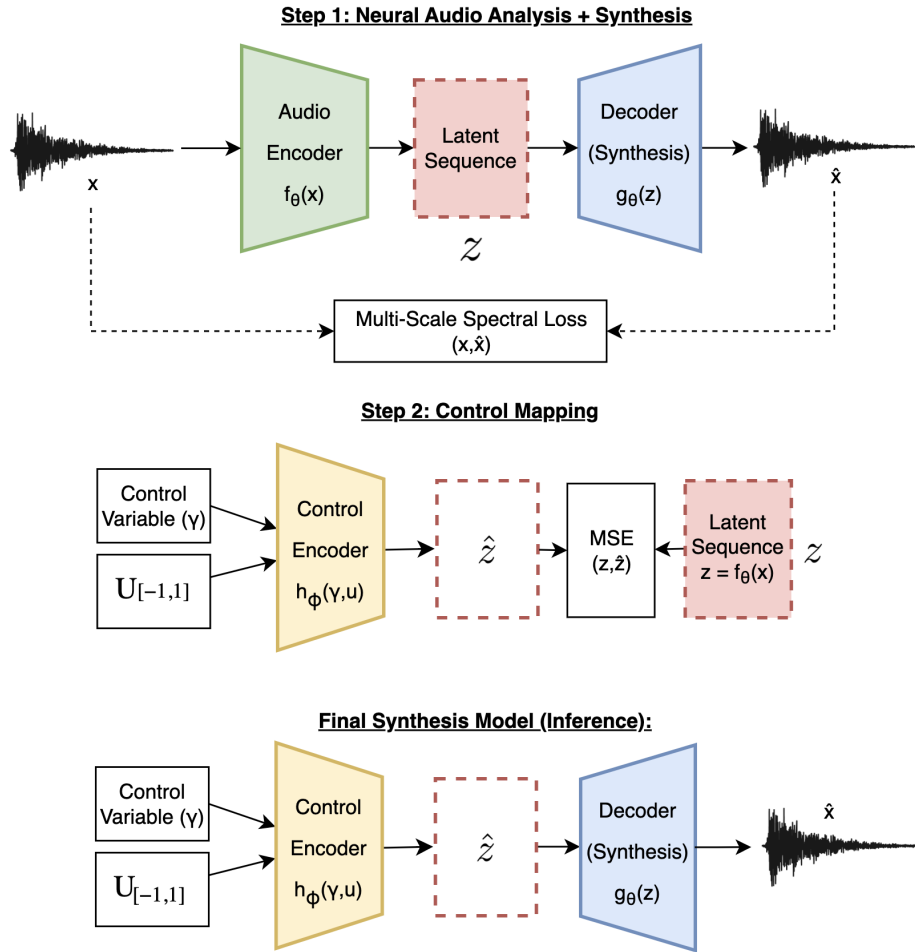 Step 1: Neural Audio Analysis + Synthesis
x
Audio
Encoder
fθ(x)
Latent
Sequence
z
Decoder
(Synthesis)
gθ(z)
x̂
Multi-Scale Spectral Loss
(x,x̂)
Step 2: Control Mapping
Control
Variable (γ)
U[-1,1]
Control
Encoder
hϕ(γ,u)
ẑ
MSE
(z,ẑ)
Latent
Sequence
z = fθ(x)
z
Final Synthesis Model (Inference):
Control
Variable (γ)
U[-1,1]
Control
Encoder
hϕ(γ,u)
ẑ
Decoder
(Synthesis)
gθ(z)
x̂